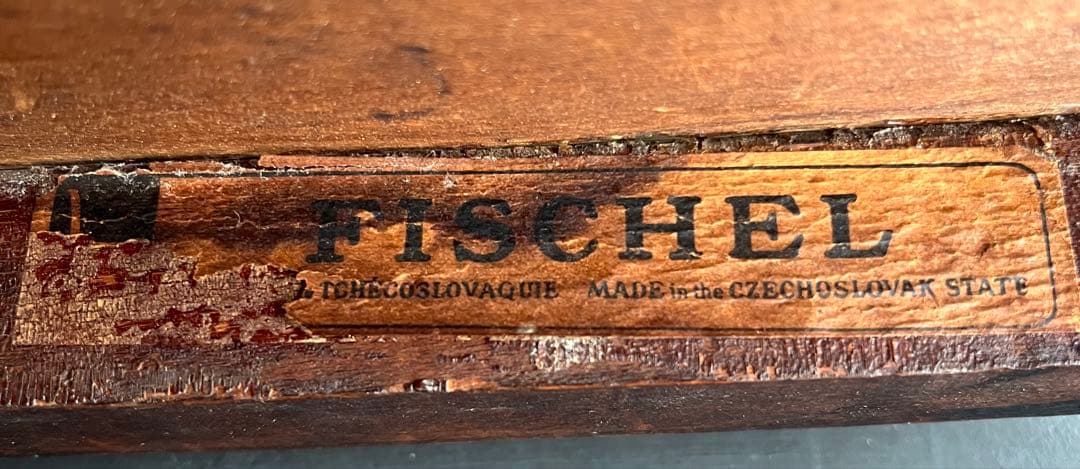 FISCHEL
TCHÉCOSLOVAQUIE MADE in the CZECHOSLOVAK STATE